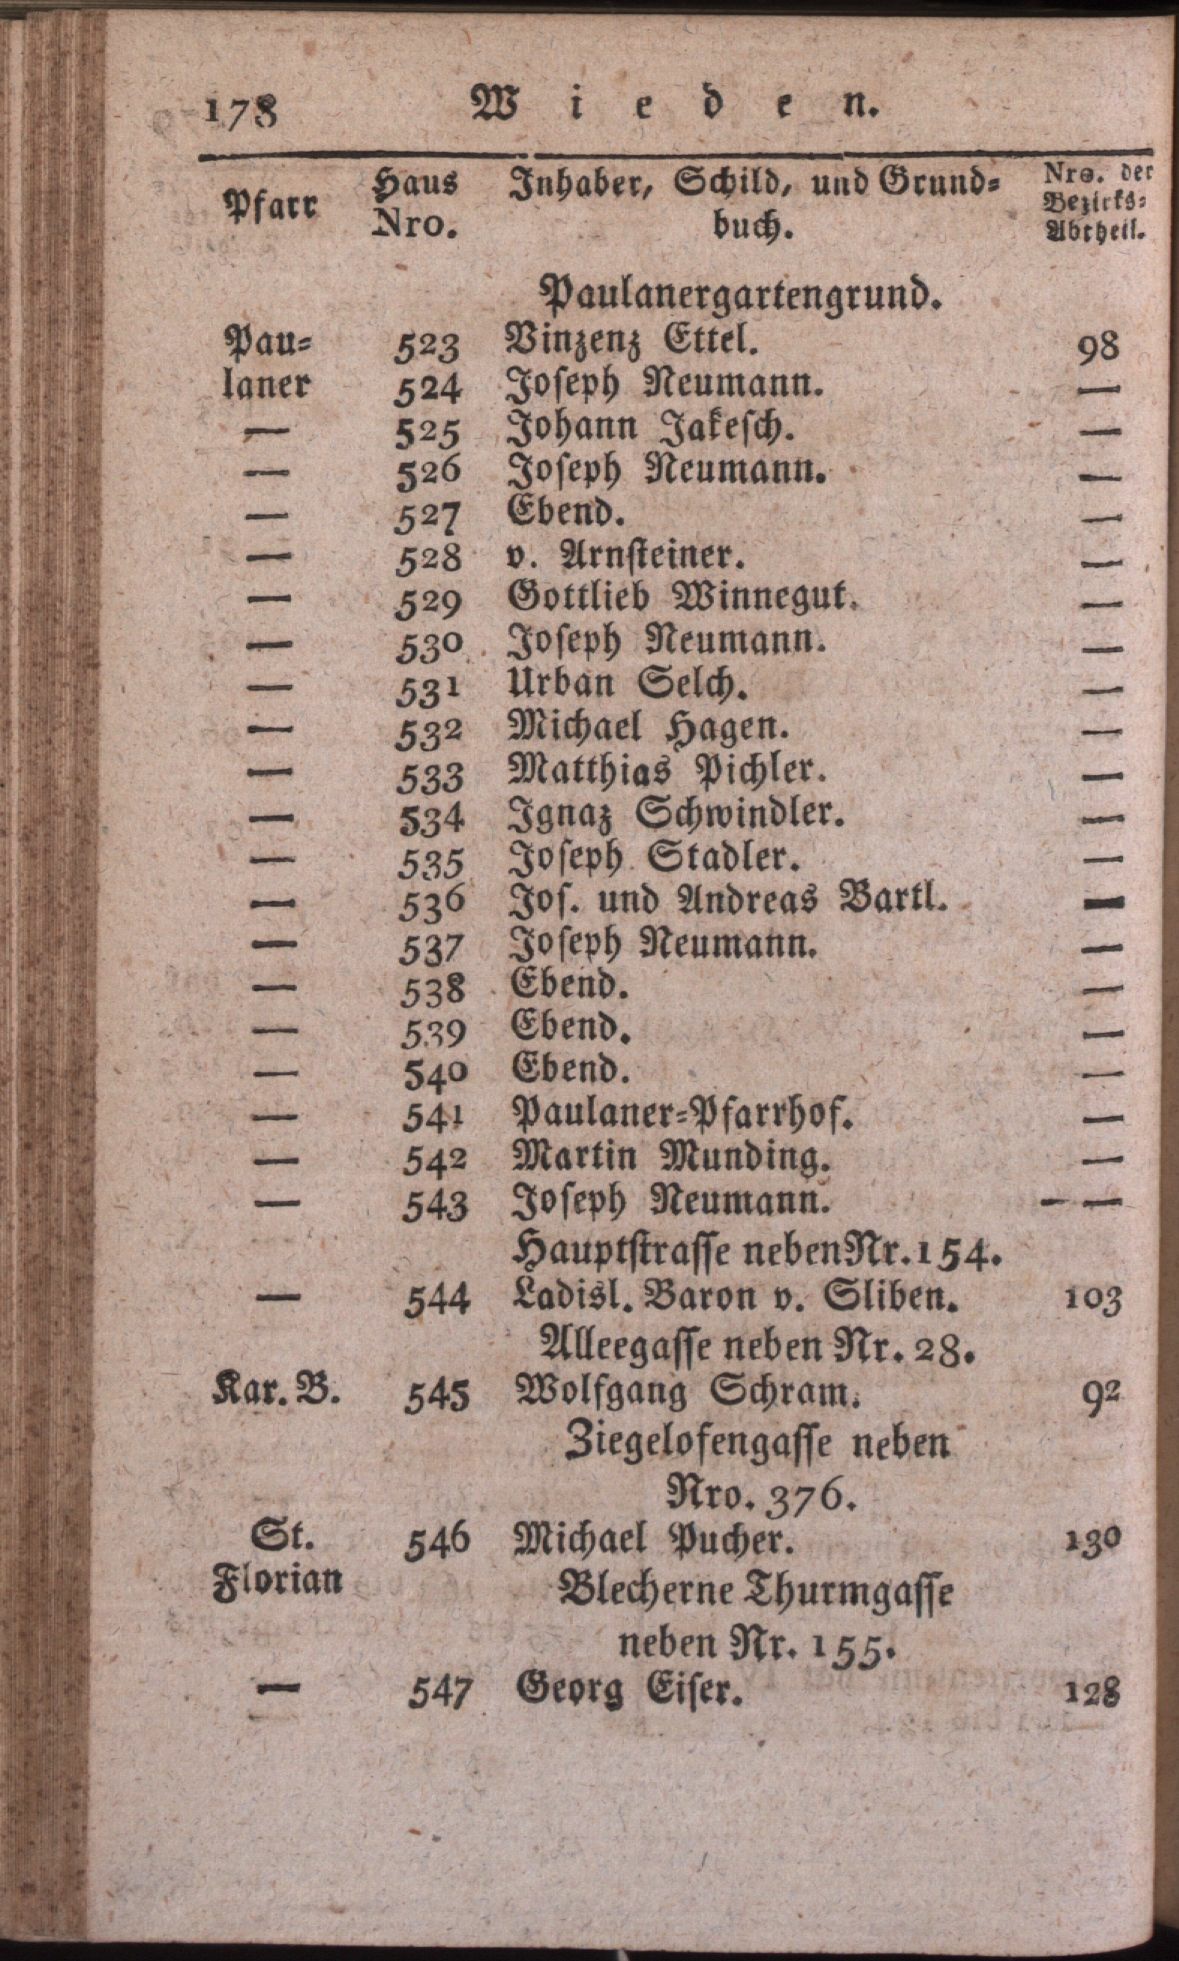 178 Wieden.
Pfarr Haus Nro. Inhaber, Schild, und Grund= buch. Nro. der Bezirks= Abtheil.
Paulanergartengrund.
Pau= 523 Vinzenz Ettel. 98
laner 524 Joseph Neumann. —
— 525 Johann Jakesch. —
— 526 Joseph Neumann. —
— 527 Ebend. —
— 528 v. Arnsteiner. —
— 529 Gottlieb Winnegut. —
— 530 Joseph Neumann. —
— 531 Urban Selch. —
— 532 Michael Hagen. —
— 533 Matthias Pichler. —
— 534 Ignaz Schwindler. —
— 535 Joseph Stadler. —
— 536 Jos. und Andreas Bartl. —
— 537 Joseph Neumann. —
— 538 Ebend. —
— 539 Ebend. —
— 540 Ebend. —
— 541 Paulaner=Pfarrhof. —
— 542 Martin Munding. —
— 543 Joseph Neumann. — —
Hauptstrasse neben Nr. 154.
— 544 Ladisl. Baron v. Sliben. 103
Alleegasse neben Nr. 28.
Kar. B. 545 Wolfgang Schram. 92
Ziegelofengasse neben
Nro. 376.
St. 546 Michael Pucher. 130
Florian Blecherne Thurmgasse
neben Nr. 155.
— 547 Georg Eiser. 128